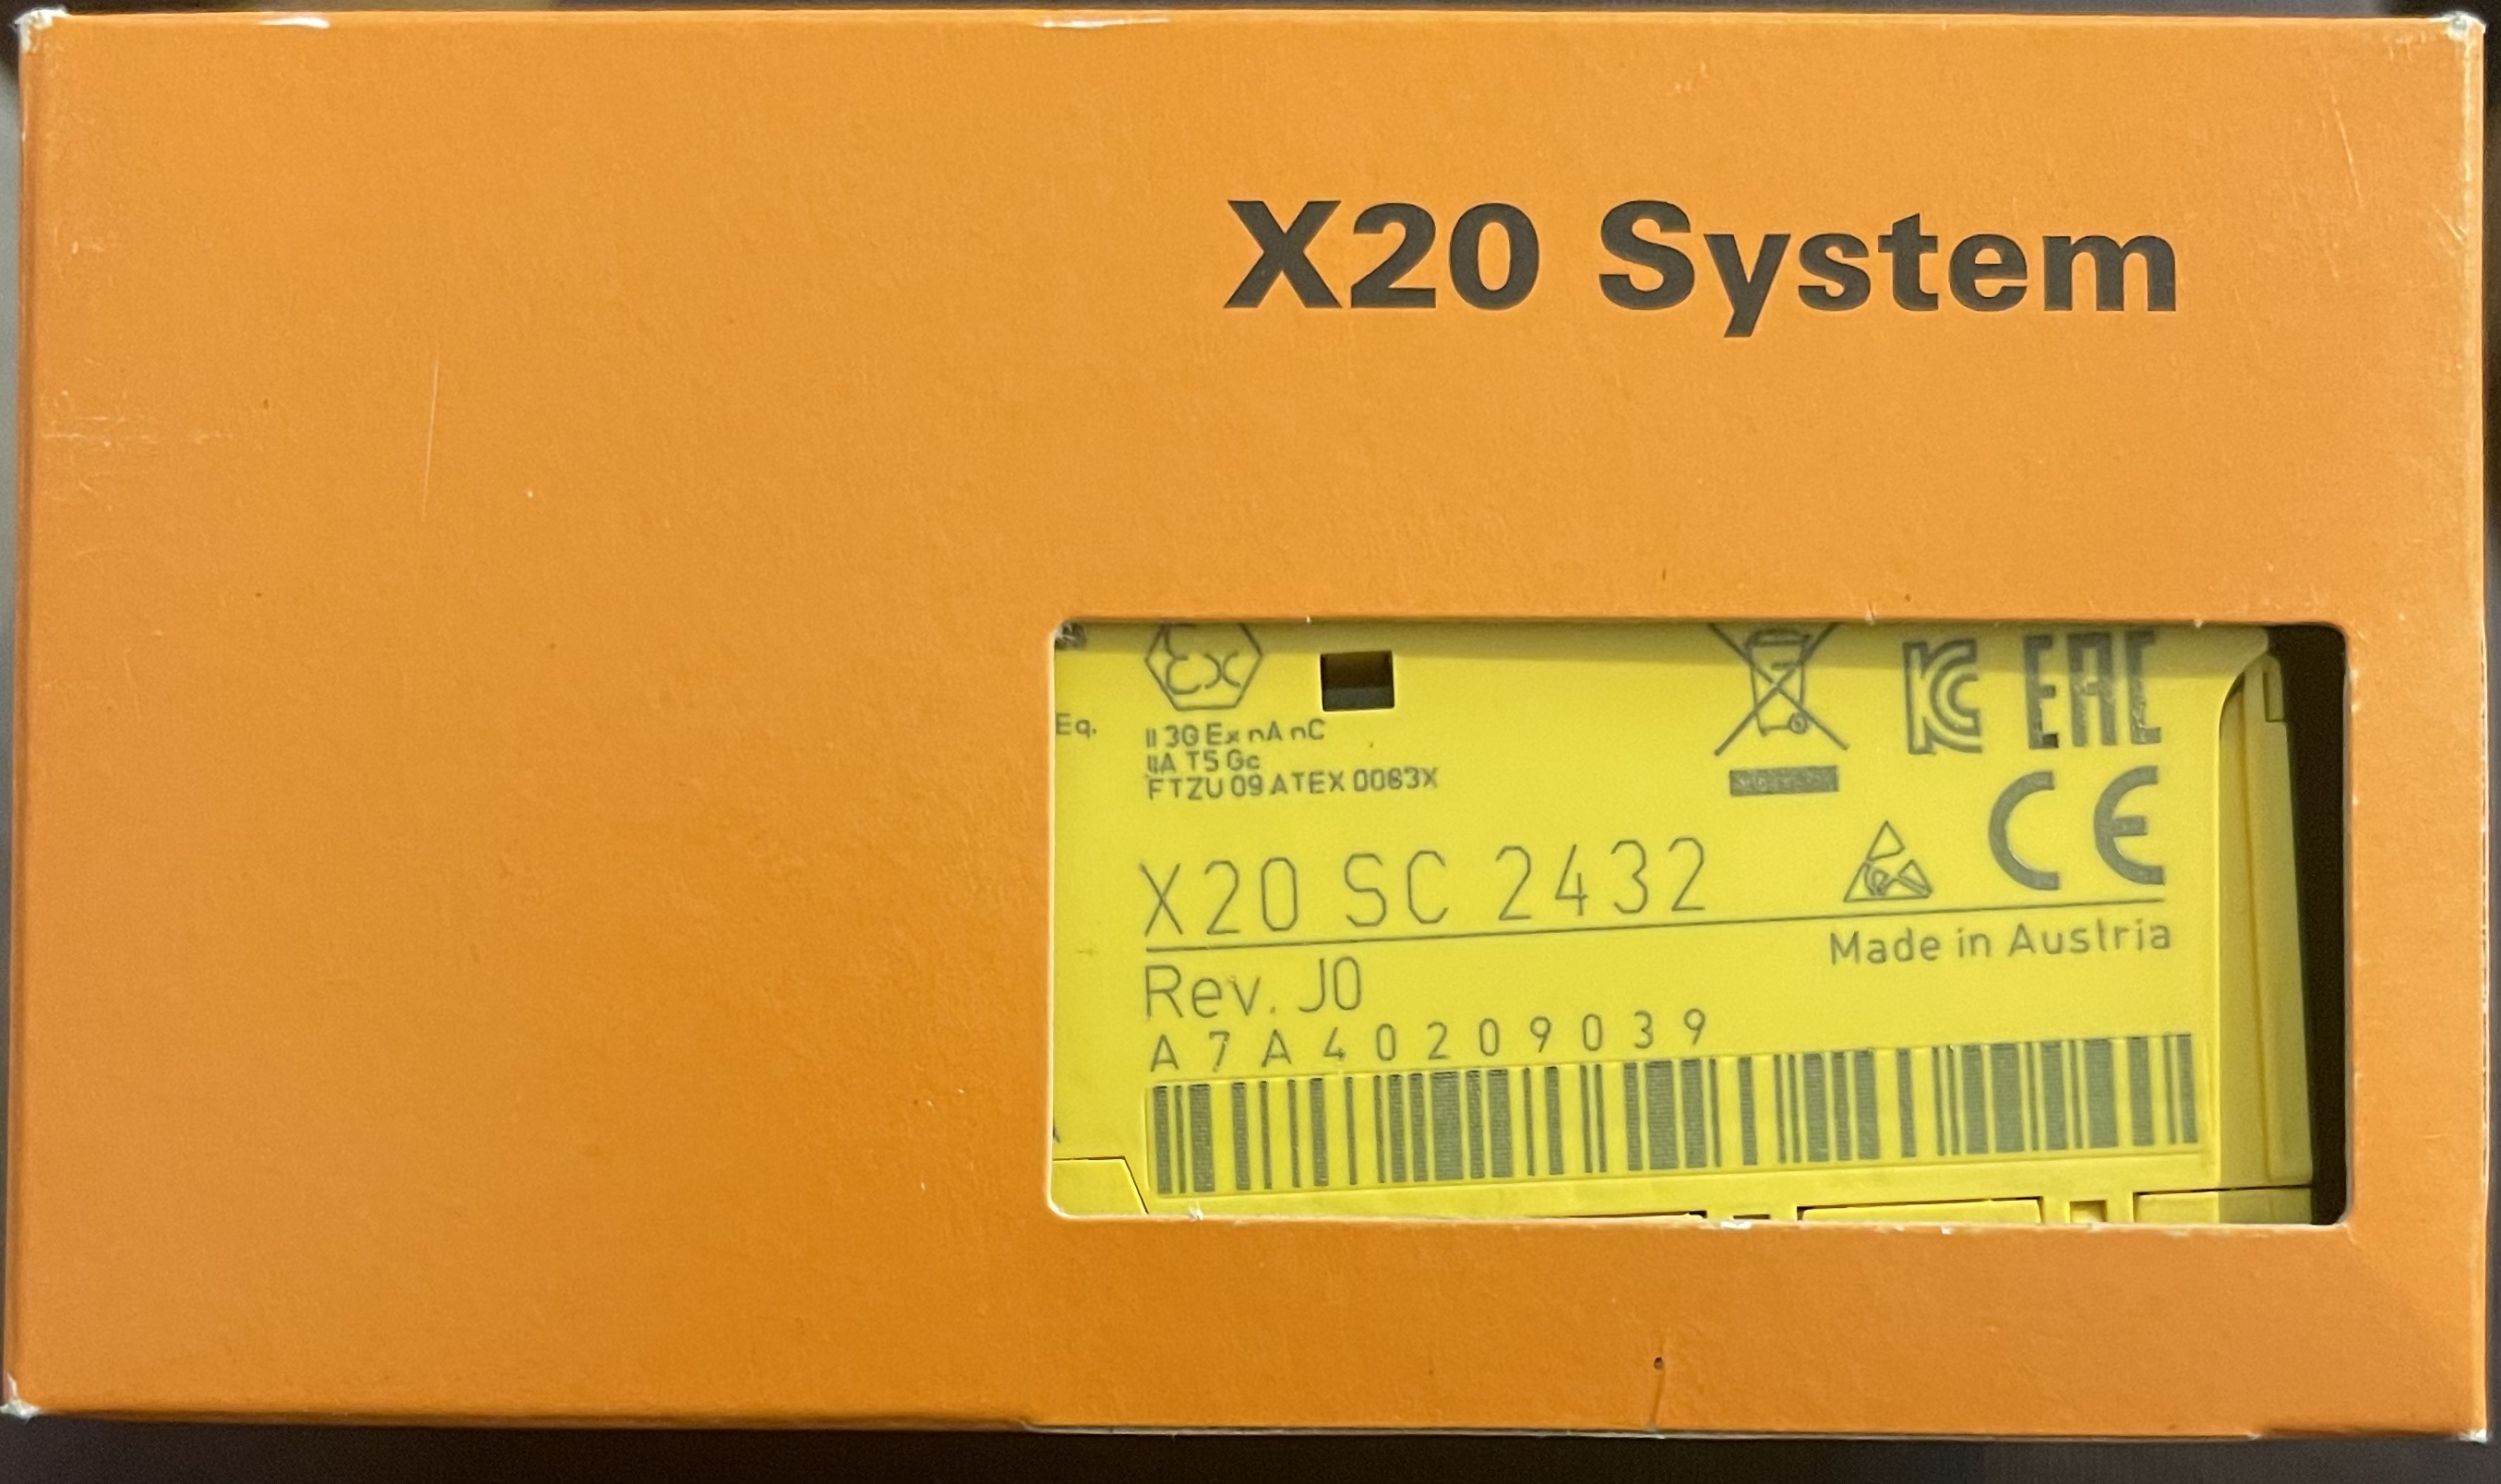 X20 System
Ex
EAC
Eq.
II 3G Ex nA nC
IIA T5 Gc
FTZU 09 ATEX 0083X
CE
X20 SC 2432
Made in Austria
Rev. J0
A7A40209039